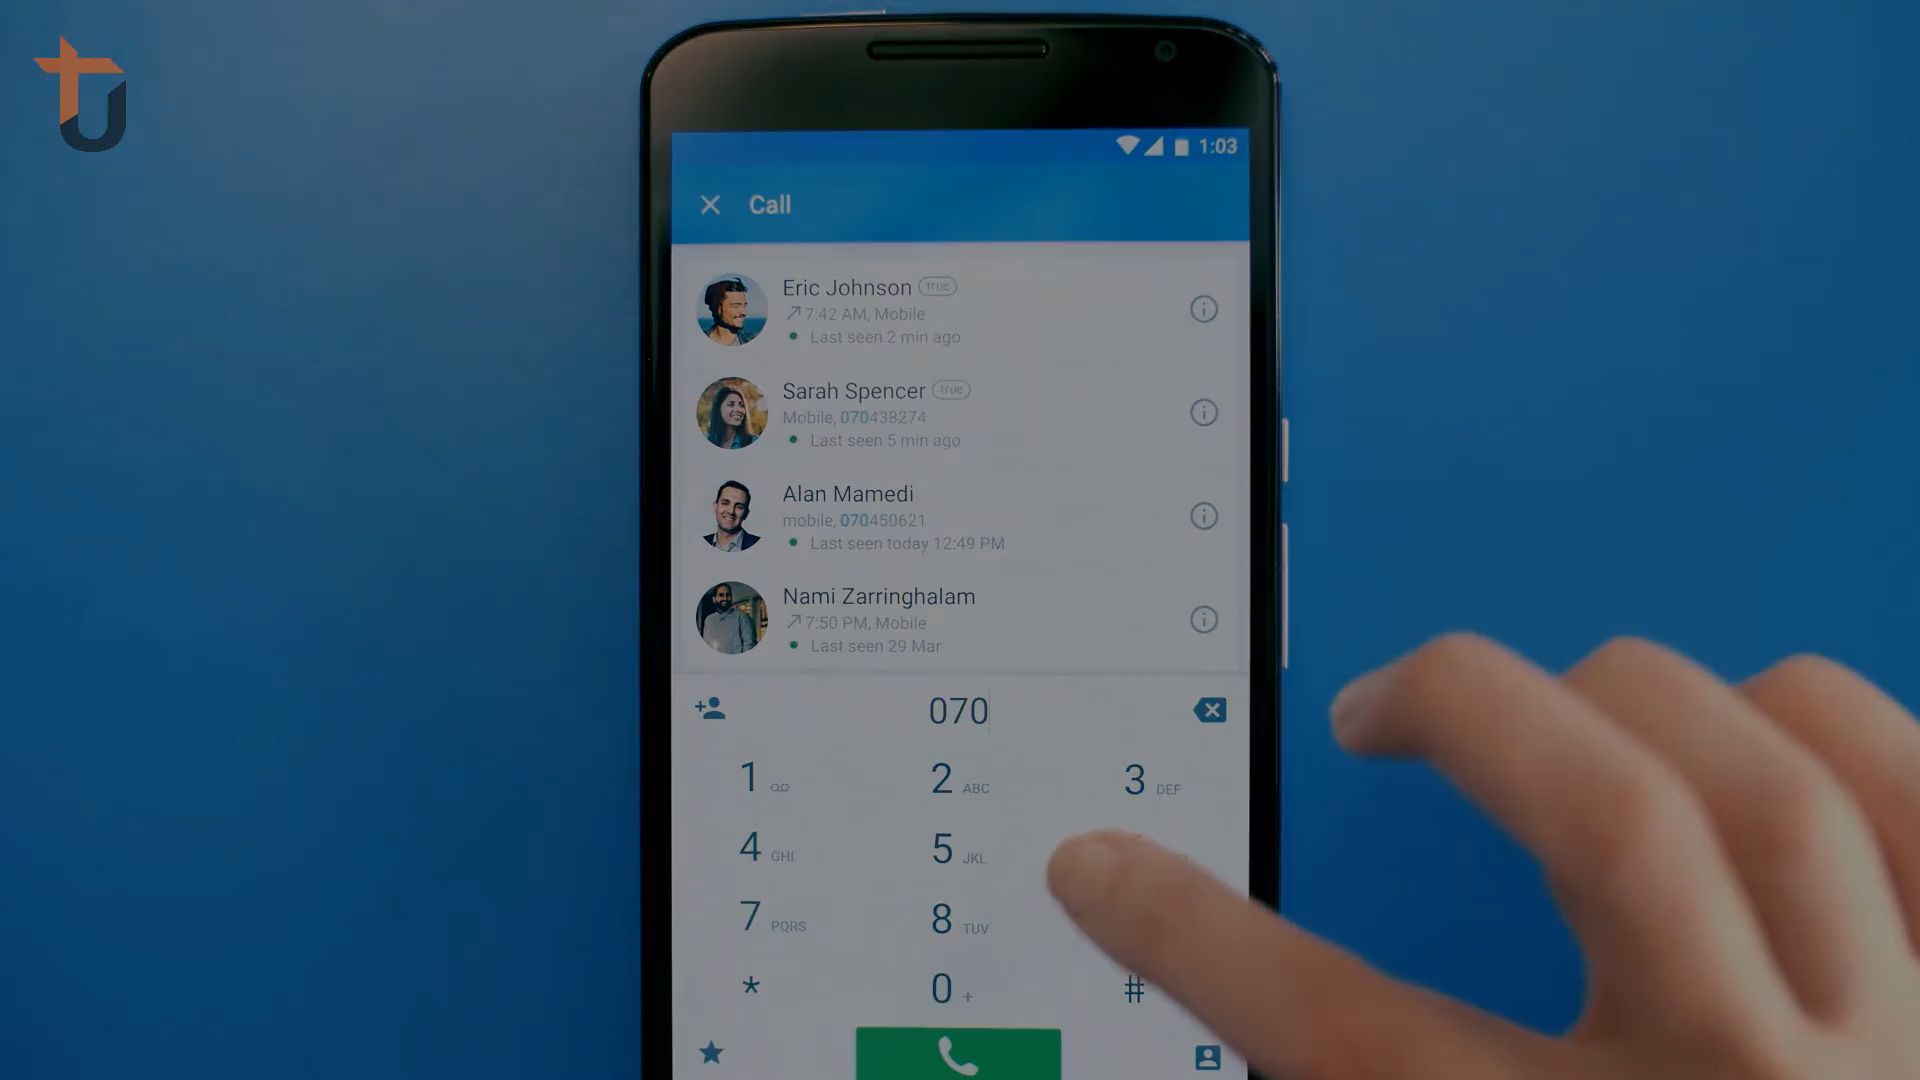 1:03
Call
Eric Johnson true
7:42 AM, Mobile
Last seen 2 min ago
Sarah Spencer true
Mobile, 070438274
Last seen 5 min ago
Alan Mamedi
mobile, 070450621
Last seen today 12:49 PM
Nami Zarringhalam
7:50 PM, Mobile
Last seen 29 Mar
070
1
2 ABC
3 DEF
4 GHI
5 JKL
7 PQRS
8 TUV
*
0 +
#